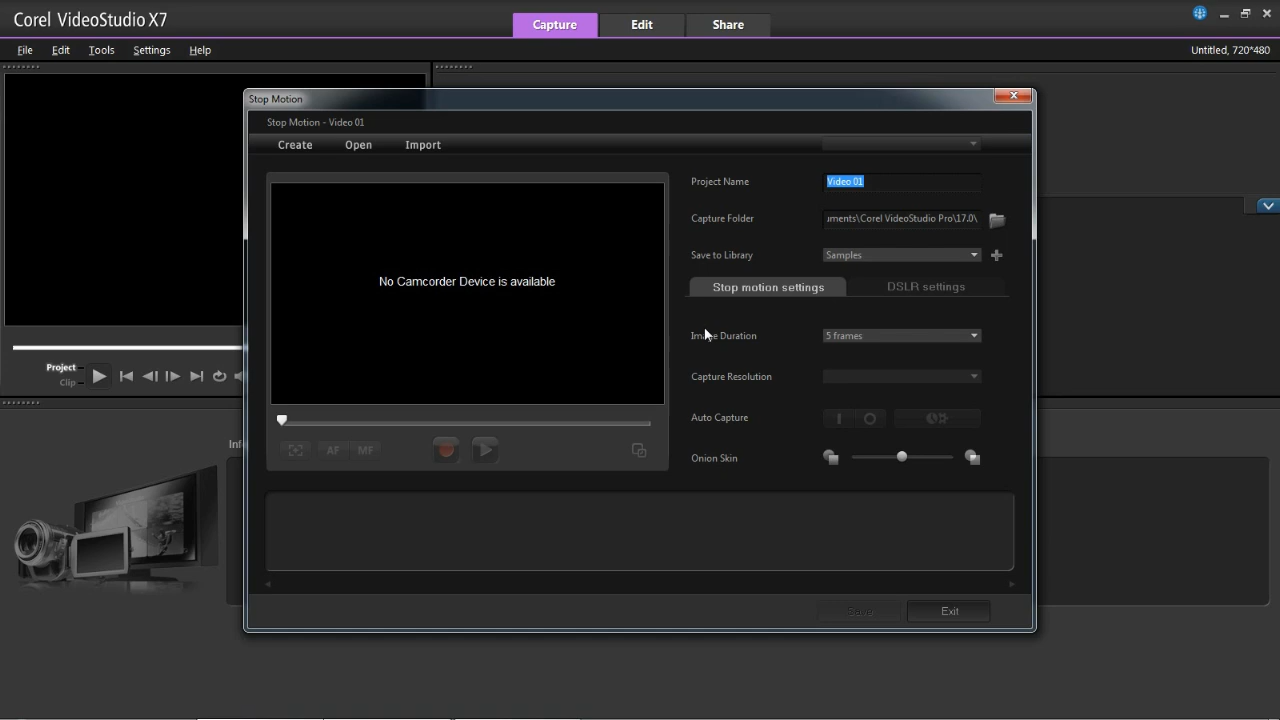 Corel VideoStudio X7
Capture
Edit
Share
File
Edit
Tools
Settings
Help
Untitled, 720*480
Stop Motion
Stop Motion - Video 01
Create
Open
Import
No Camcorder Device is available
Project Name
Video 01
Capture Folder
uments\Corel VideoStudio Pro\17.0\
Save to Library
Samples
Stop motion settings
DSLR settings
Image Duration
5 frames
Capture Resolution
Auto Capture
Onion Skin
AF
MF
Project
Clip
Info
Save
Exit